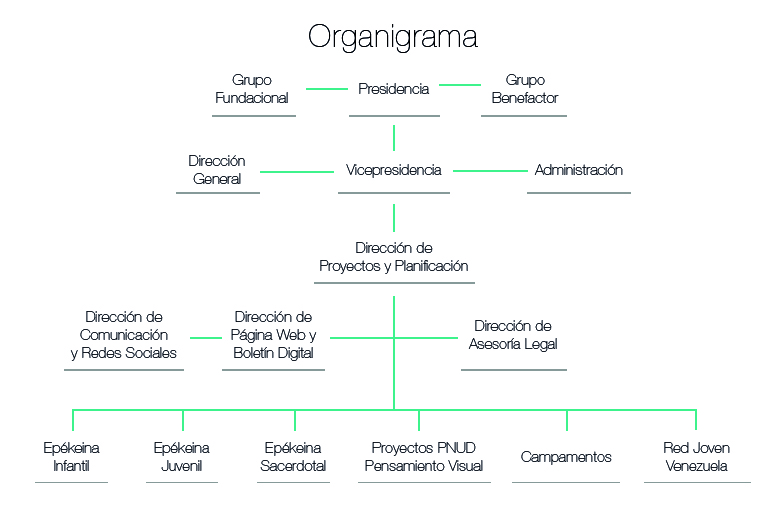 Organigrama
Grupo
Fundacional
Presidencia
Grupo
Benefactor
Dirección
General
Vicepresidencia
Administración
Dirección de
Proyectos y Planificación
Dirección de
Comunicación
y Redes Sociales
Dirección de
Página Web y
Boletín Digital
Dirección de
Asesoría Legal
Epékeina
Infantil
Epékeina
Juvenil
Epékeina
Sacerdotal
Proyectos PNUD
Pensamiento Visual
Campamentos
Red Joven
Venezuela